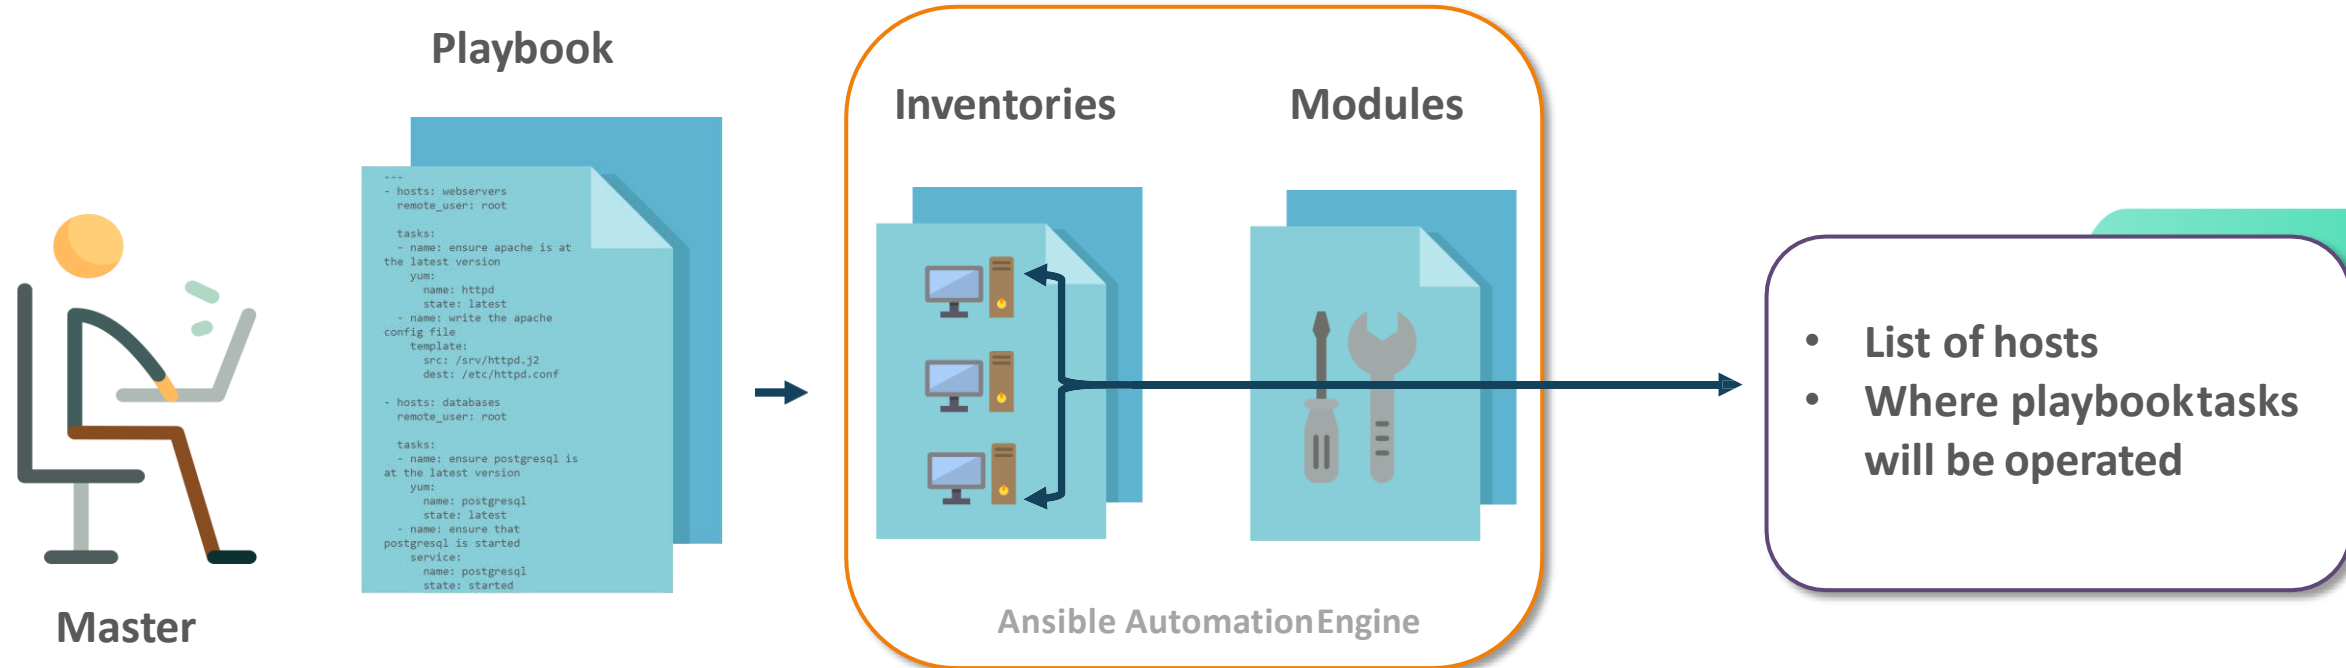 Playbook
Inventories
Modules
---
- hosts: webservers
remote_user: root
tasks:
- name: ensure apache is at
the latest version
yum:
name: httpd
state: latest
- name: write the apache
config file
template:
src: /srv/httpd.j2
dest: /etc/httpd.conf
- hosts: databases
remote_user: root
tasks:
- name: ensure postgresql is
at the latest version
yum:
name: postgresql
state: latest
- name: ensure that
postgresql is started
service:
name: postgresql
state: started
• List of hosts
• Where playbook tasks
will be operated
Ansible Automation Engine
Master